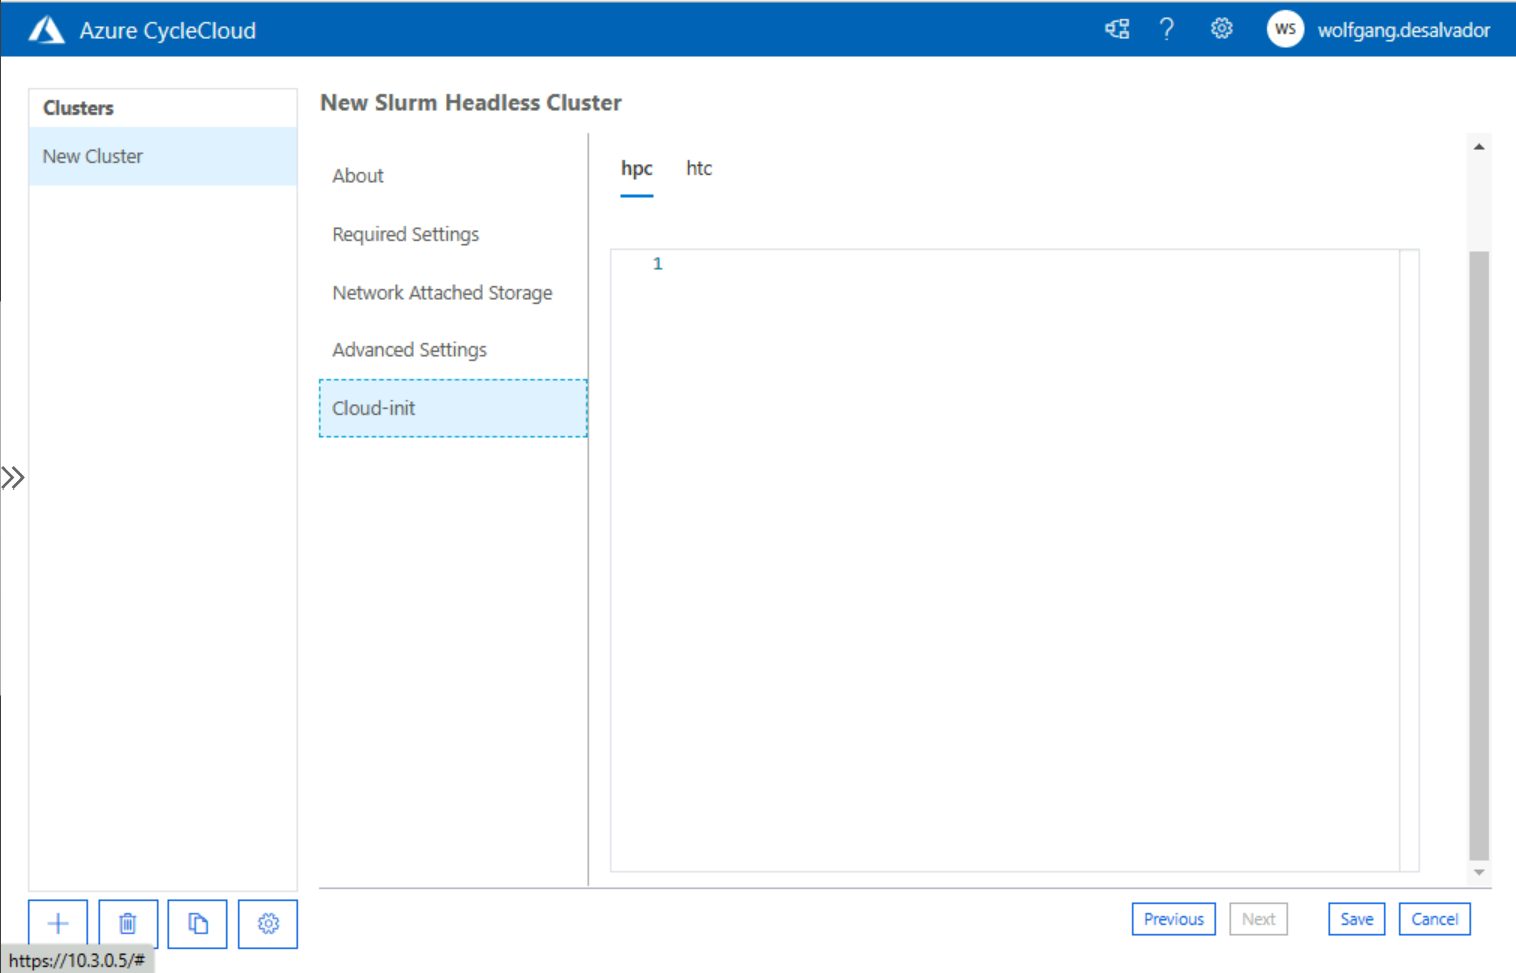 Azure CycleCloud
? WS wolfgang.desalvador
Clusters
New Cluster
New Slurm Headless Cluster
About
Required Settings
Network Attached Storage
Advanced Settings
Cloud-init
hpc htc
1
Previous Next Save Cancel
https://10.3.0.5/#